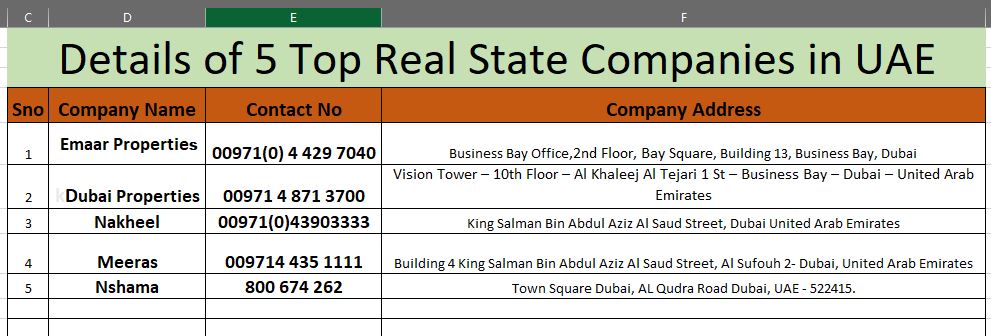 C D E F
Details of 5 Top Real State Companies in UAE
Sno Company Name Contact No Company Address
1 Emaar Properties 00971(0) 4 429 7040 Business Bay Office,2nd Floor, Bay Square, Building 13, Business Bay, Dubai
2 kDubai Properties 00971 4 871 3700 Vision Tower – 10th Floor – Al Khaleej Al Tejari 1 St – Business Bay – Dubai – United Arab
Emirates
3 Nakheel 00971(0)43903333 King Salman Bin Abdul Aziz Al Saud Street, Dubai United Arab Emirates
4 Meeras 009714 435 1111 Building 4 King Salman Bin Abdul Aziz Al Saud Street, Al Sufouh 2- Dubai, United Arab Emirates
5 Nshama 800 674 262 Town Square Dubai, AL Qudra Road Dubai, UAE - 522415.